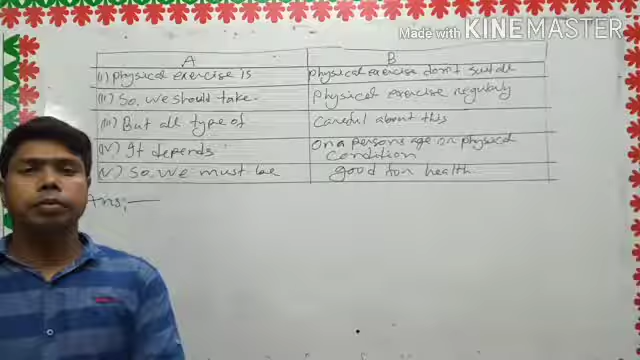 Made with KINEMASTER
A B
(i) Physical exercise is Physical exercise don't suit all
(ii) So, we should take. Physical exercise regularly
(iii) But all type of Careful about this
(iv) It depends On a persons age or physical
condition
(v) So, we must be good for health
Ans:—